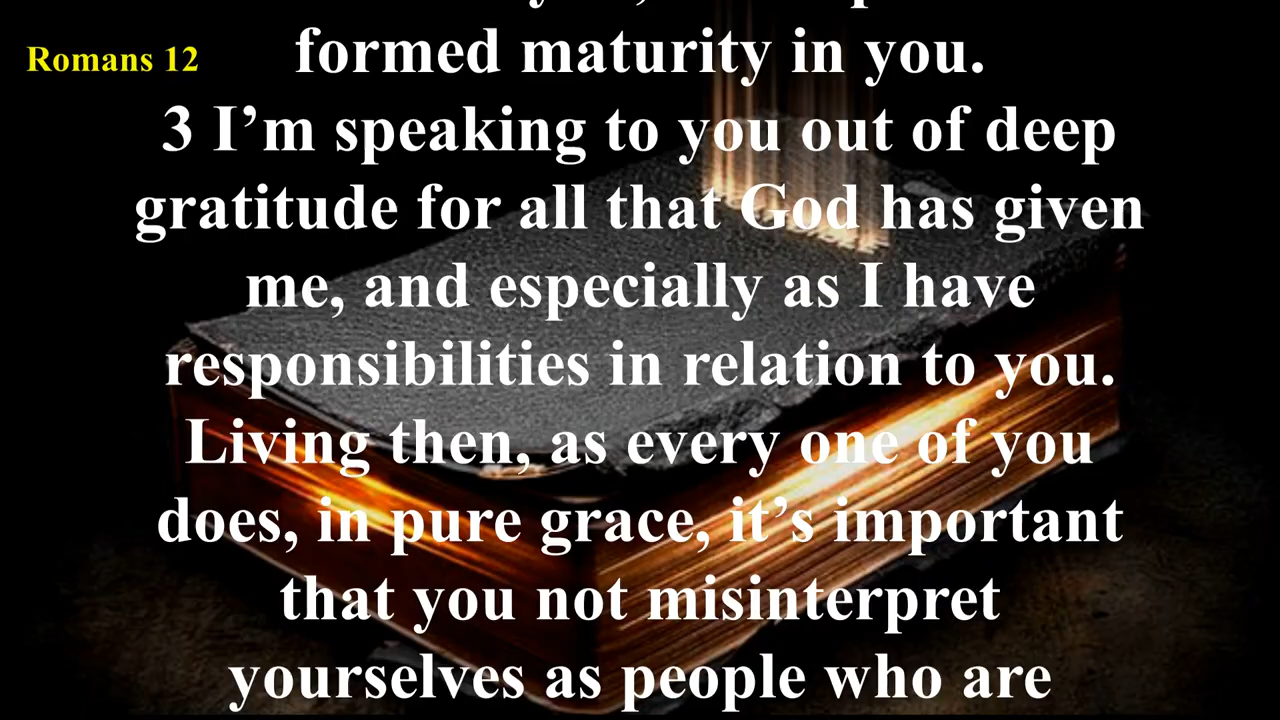 Romans 12
formed maturity in you.
3 I’m speaking to you out of deep
gratitude for all that God has given
me, and especially as I have
responsibilities in relation to you.
Living then, as every one of you
does, in pure grace, it’s important
that you not misinterpret
yourselves as people who are